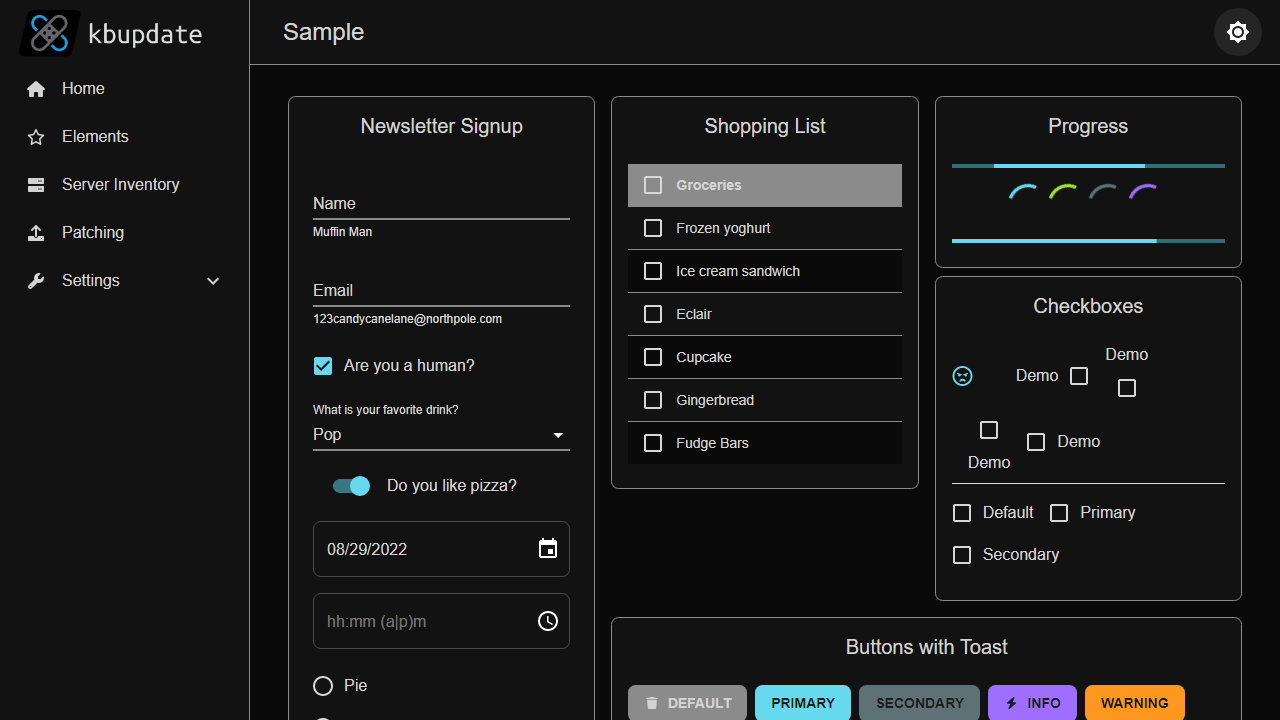 kbupdate
Home
Elements
Server Inventory
Patching
Settings
Sample
Newsletter Signup
Name
Muffin Man
Email
123candycanelane@northpole.com
Are you a human?
What is your favorite drink?
Pop
Do you like pizza?
08/29/2022
hh:mm (a|p)m
Pie
Shopping List
Groceries
Frozen yoghurt
Ice cream sandwich
Eclair
Cupcake
Gingerbread
Fudge Bars
Progress
Checkboxes
Demo
Demo
Demo
Demo
Default Primary
Secondary
Buttons with Toast
DEFAULT PRIMARY SECONDARY INFO WARNING